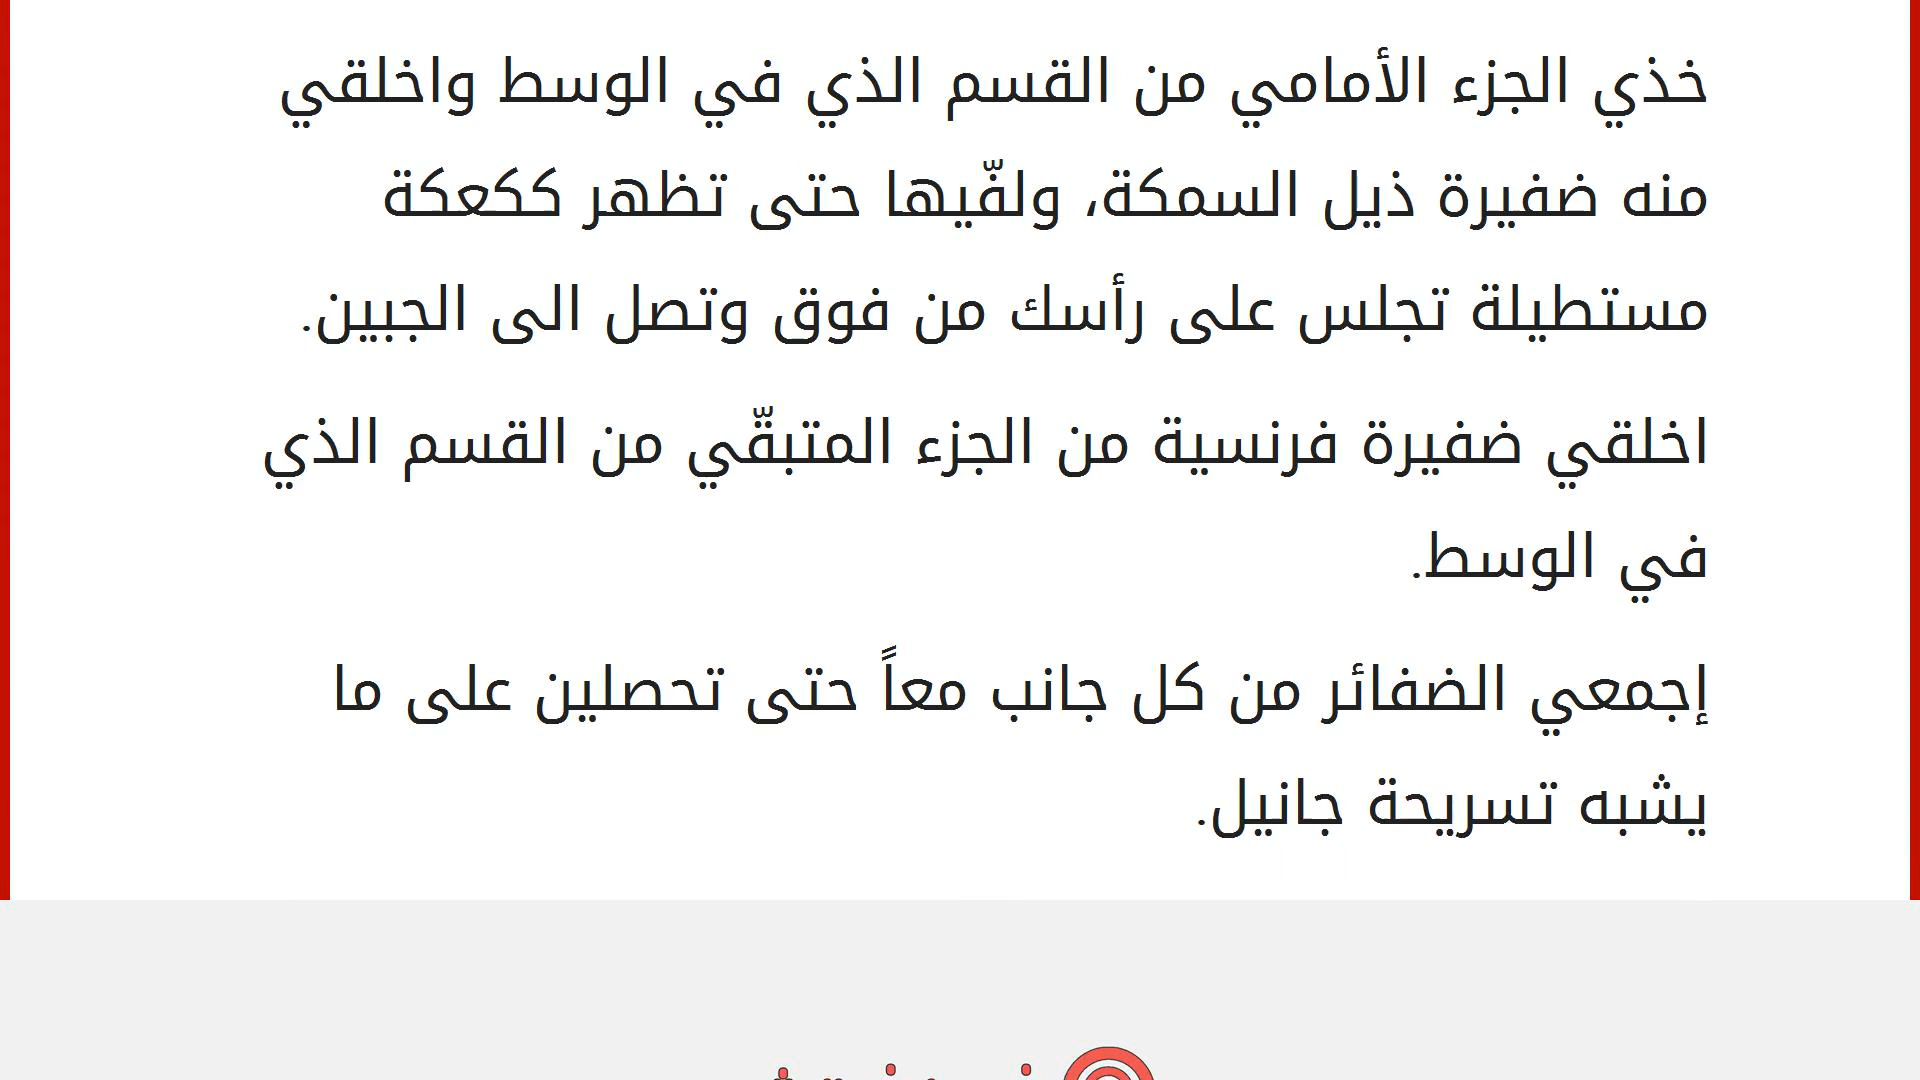 خذي الجزء الأمامي من القسم الذي في الوسط واخلقي
منه ضفيرة ذيل السمكة، ولفّيها حتى تظهر ككعكة
مستطيلة تجلس على رأسك من فوق وتصل الى الجبين.
اخلقي ضفيرة فرنسية من الجزء المتبقّي من القسم الذي
في الوسط.
إجمعي الضفائر من كل جانب معاً حتى تحصلين على ما
يشبه تسريحة جانيل.